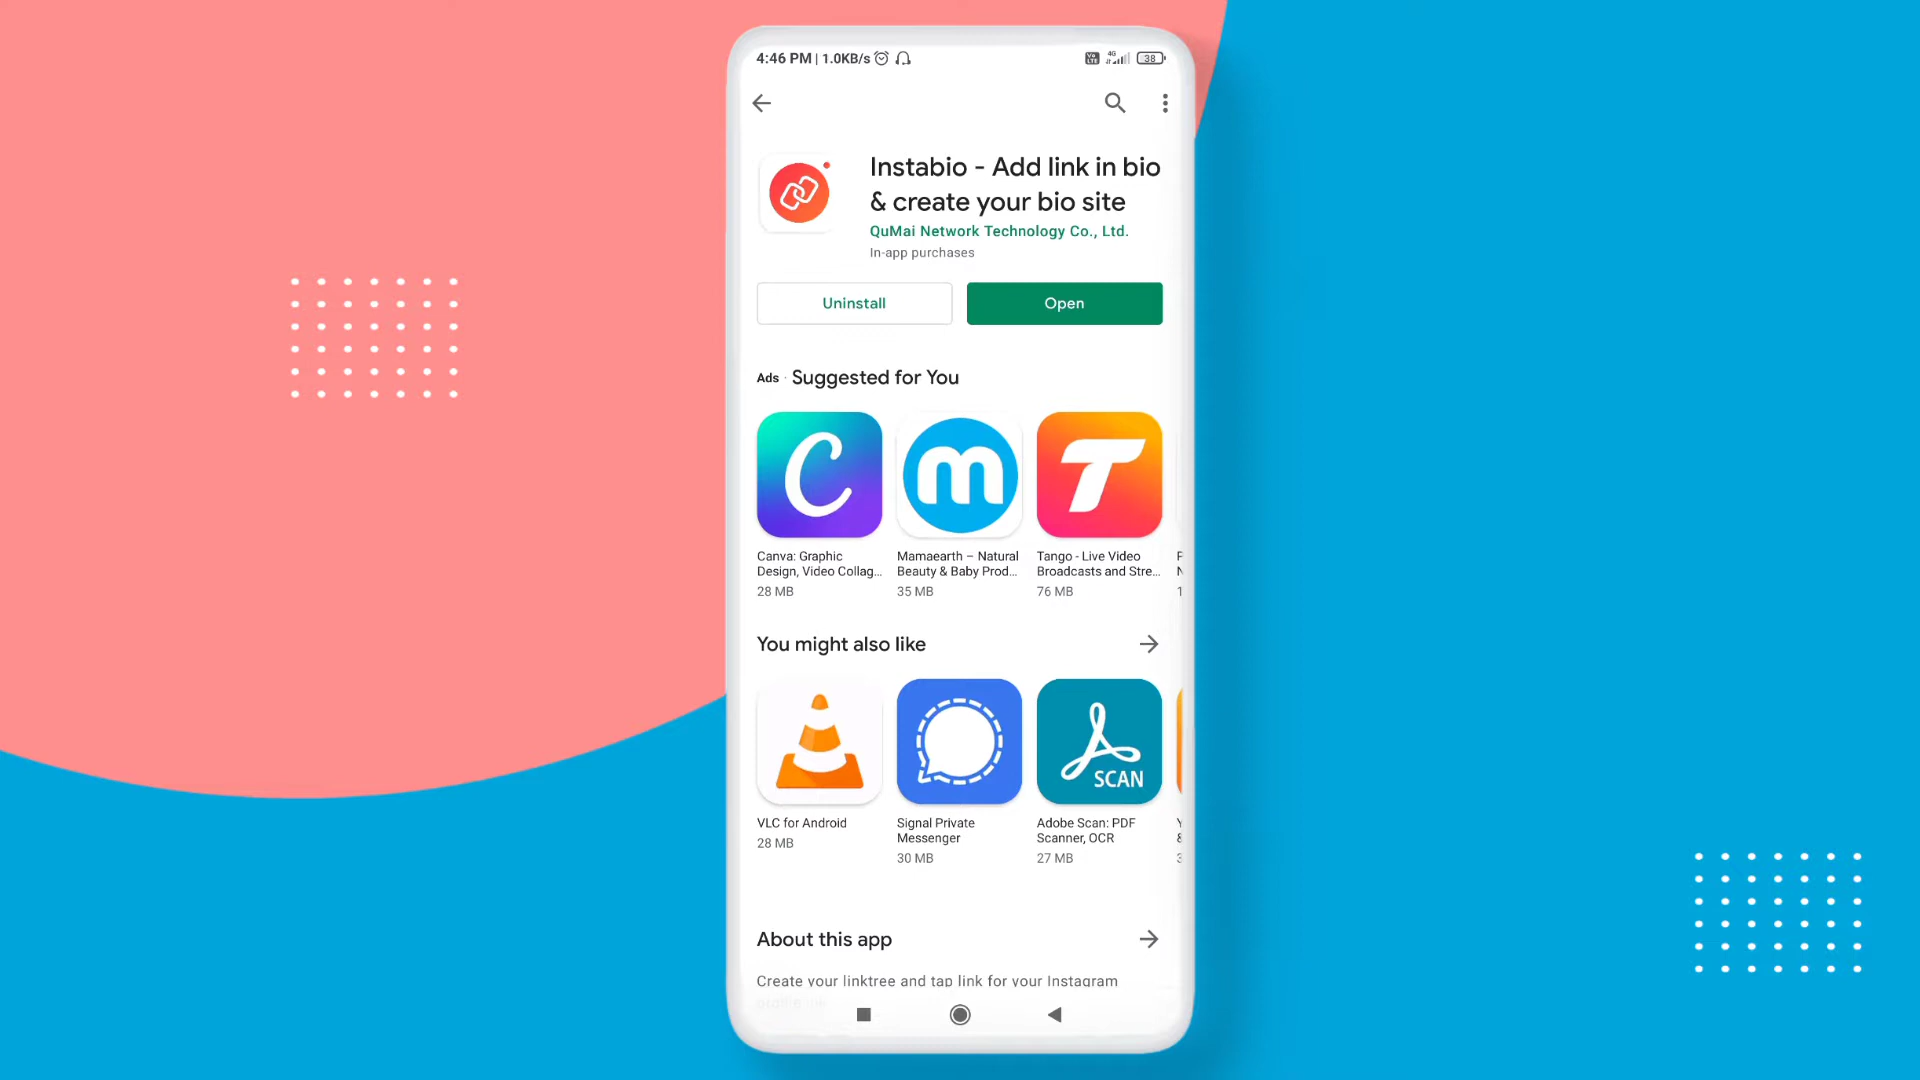 4:46 PM | 1.0KB/s
4G
38
Instabio - Add link in bio
& create your bio site
QuMai Network Technology Co., Ltd.
In-app purchases
Uninstall
Open
Ads · Suggested for You
C
m
T
Canva: Graphic
Design, Video Collag...
28 MB
Mamaearth – Natural
Beauty & Baby Prod...
35 MB
Tango - Live Video
Broadcasts and Stre...
76 MB
You might also like
SCAN
VLC for Android
28 MB
Signal Private
Messenger
30 MB
Adobe Scan: PDF
Scanner, OCR
27 MB
About this app
Create your linktree and tap link for your Instagram